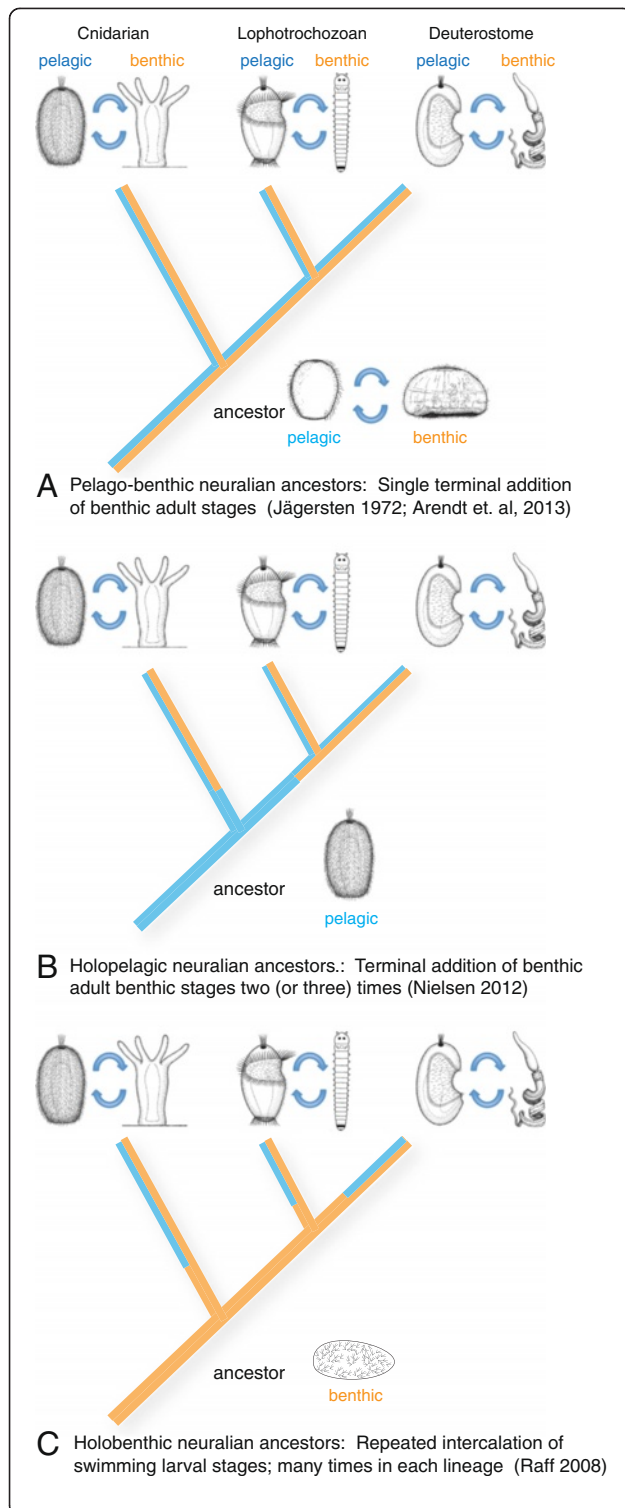 Cnidarian Lophotrochozoan Deuterostome
pelagic benthic pelagic benthic pelagic benthic
ancestor
pelagic benthic
A Pelago-benthic neuralian ancestors: Single terminal addition
of benthic adult stages (Jägersten 1972; Arendt et. al, 2013)
ancestor
pelagic
B Holopelagic neuralian ancestors.: Terminal addition of benthic
adult benthic stages two (or three) times (Nielsen 2012)
ancestor
benthic
C Holobenthic neuralian ancestors: Repeated intercalation of
swimming larval stages; many times in each lineage (Raff 2008)